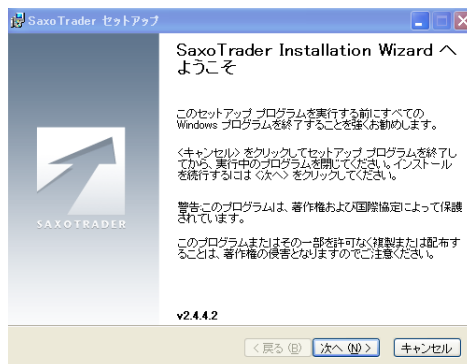 SaxoTrader セットアップ
SaxoTrader Installation Wizard へ
ようこそ
このセットアップ プログラムを実行する前にすべての
Windows プログラムを終了することを強くお勧めします。
<キャンセル> をクリックしてセットアップ プログラムを終了し
てから、実行中のプログラムを閉じてください。インストール
を続行するには <次へ> をクリックしてください。
警告:このプログラムは、著作権および国際協定によって保護
されています。
このプログラムまたはその一部を許可なく複製または配布す
ることは、著作権の侵害となりますのでご注意ください。
SAXOTRADER
v2.4.4.2
< 戻る (B)
次へ (N) >
キャンセル